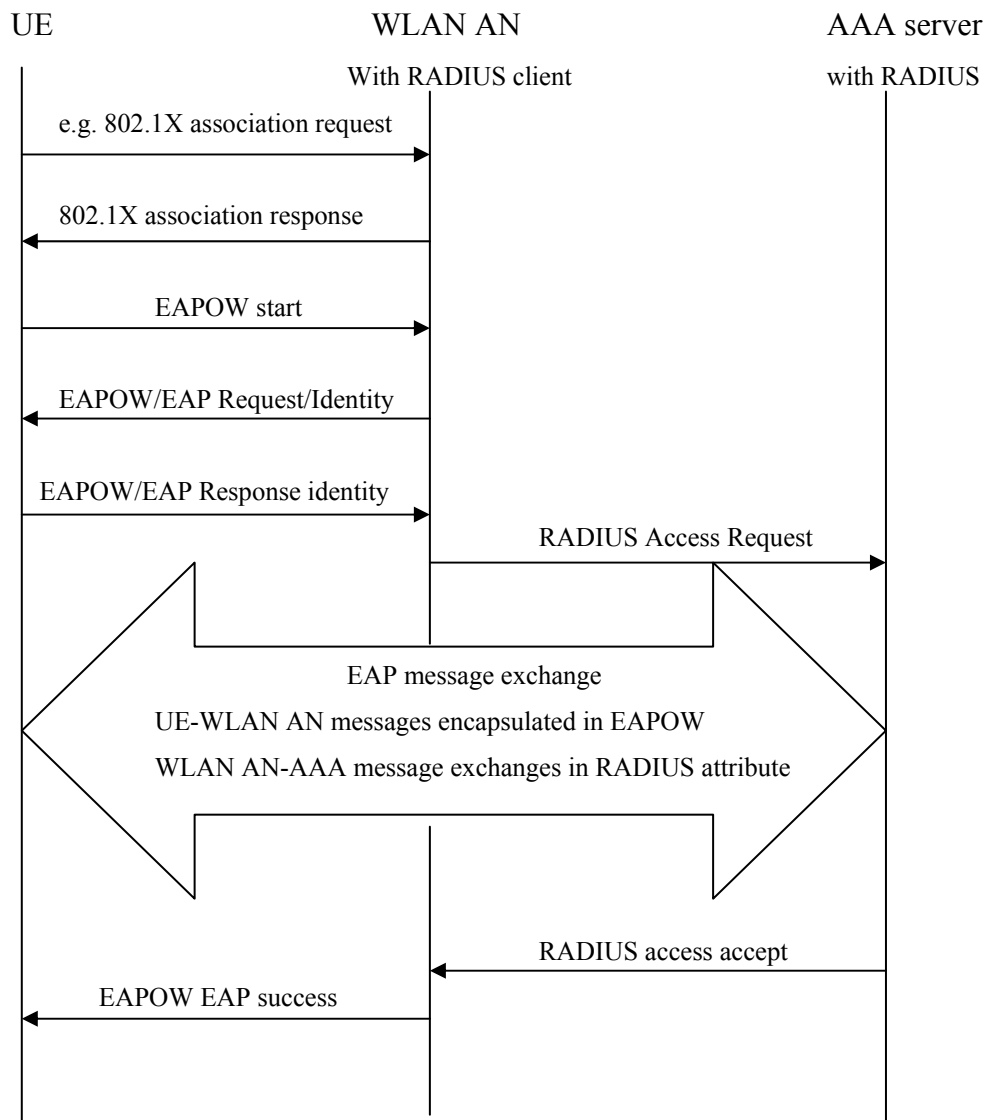 UE
WLAN AN
AAA server
With RADIUS client
with RADIUS
e.g. 802.1X association request
802.1X association response
EAPOW start
EAPOW/EAP Request/Identity
EAPOW/EAP Response identity
RADIUS Access Request
EAP message exchange
UE-WLAN AN messages encapsulated in EAPOW
WLAN AN-AAA message exchanges in RADIUS attribute
RADIUS access accept
EAPOW EAP success